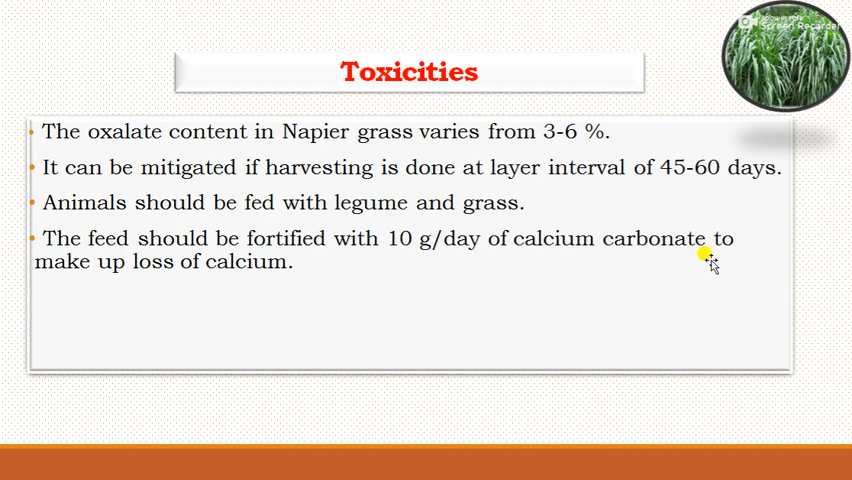 Screen Recorder
Toxicities
• The oxalate content in Napier grass varies from 3-6 %.
• It can be mitigated if harvesting is done at layer interval of 45-60 days.
• Animals should be fed with legume and grass.
• The feed should be fortified with 10 g/day of calcium carbonate to
make up loss of calcium.